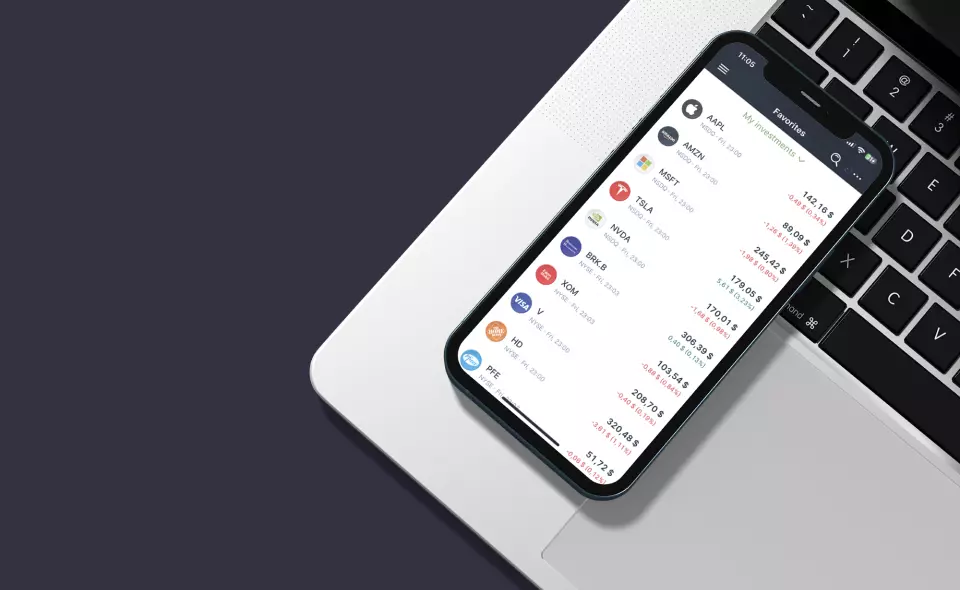 11:05
Favorites
My investments
AAPL
NSDQ · Fri, 23:00
142,16 $
-0,49 $ (0,34%)
AMZN
NSDQ · Fri, 23:00
89,09 $
-1,26 $ (1,39%)
MSFT
NSDQ · Fri, 23:00
245,42 $
-1,98 $ (0,80%)
TSLA
NSDQ · Fri, 23:00
179,05 $
5,61 $ (3,23%)
NVDA
NSDQ · Fri, 23:00
170,01 $
-1,68 $ (0,98%)
BRK.B
NYSE · Fri, 23:03
306,39 $
0,40 $ (0,13%)
XOM
NYSE · Fri, 23:03
103,54 $
-0,88 $ (0,84%)
VISA
V
NYSE · Fri, 23:00
208,70 $
-0,40 $ (0,19%)
HD
NYSE · Fri, 23:00
320,48 $
-3,61 $ (1,11%)
Pfizer
PFE
51,72 $
-0,06 $ (0,12%)
~
!
1
@
2
#
3
E
D
F
X
C
V
⌘